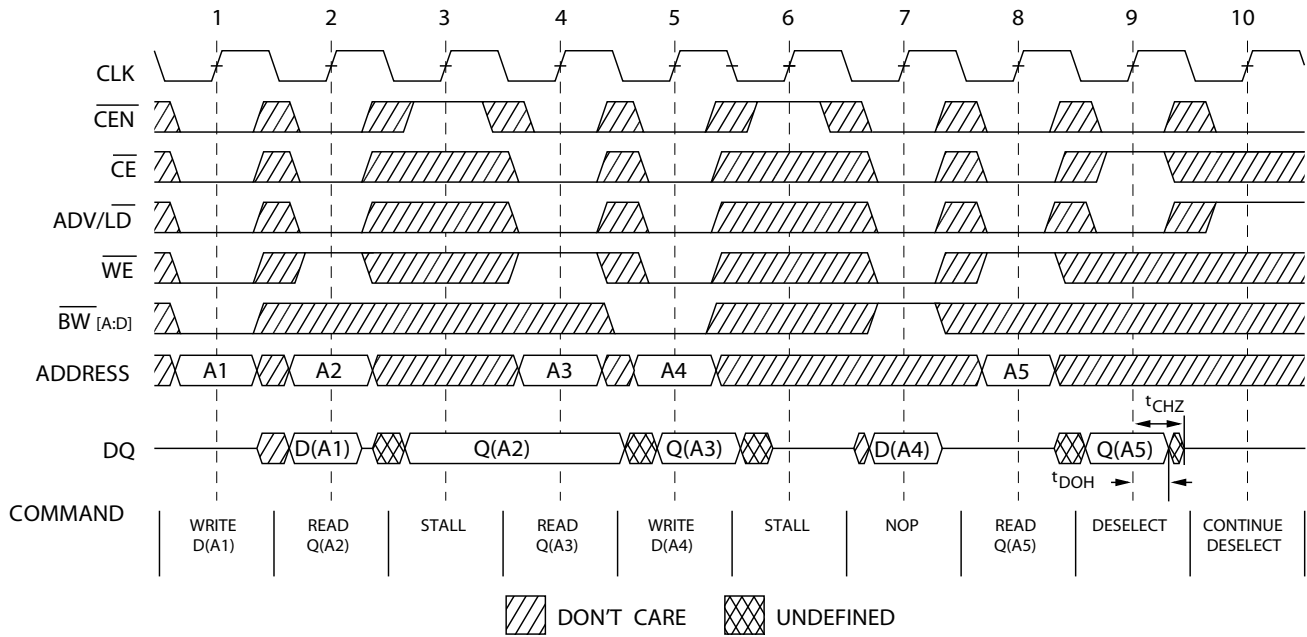 1 2 3 4 5 6 7 8 9 10
CLK
CEN
CE
ADV/LD
WE
BW [A:D]
ADDRESS A1 A2 A3 A4 A5
tCHZ
DQ D(A1) Q(A2) Q(A3) D(A4) Q(A5)
tDOH
COMMAND
WRITE READ STALL READ WRITE STALL NOP READ DESELECT CONTINUE
D(A1) Q(A2) Q(A3) D(A4) Q(A5) DESELECT
DON'T CARE UNDEFINED